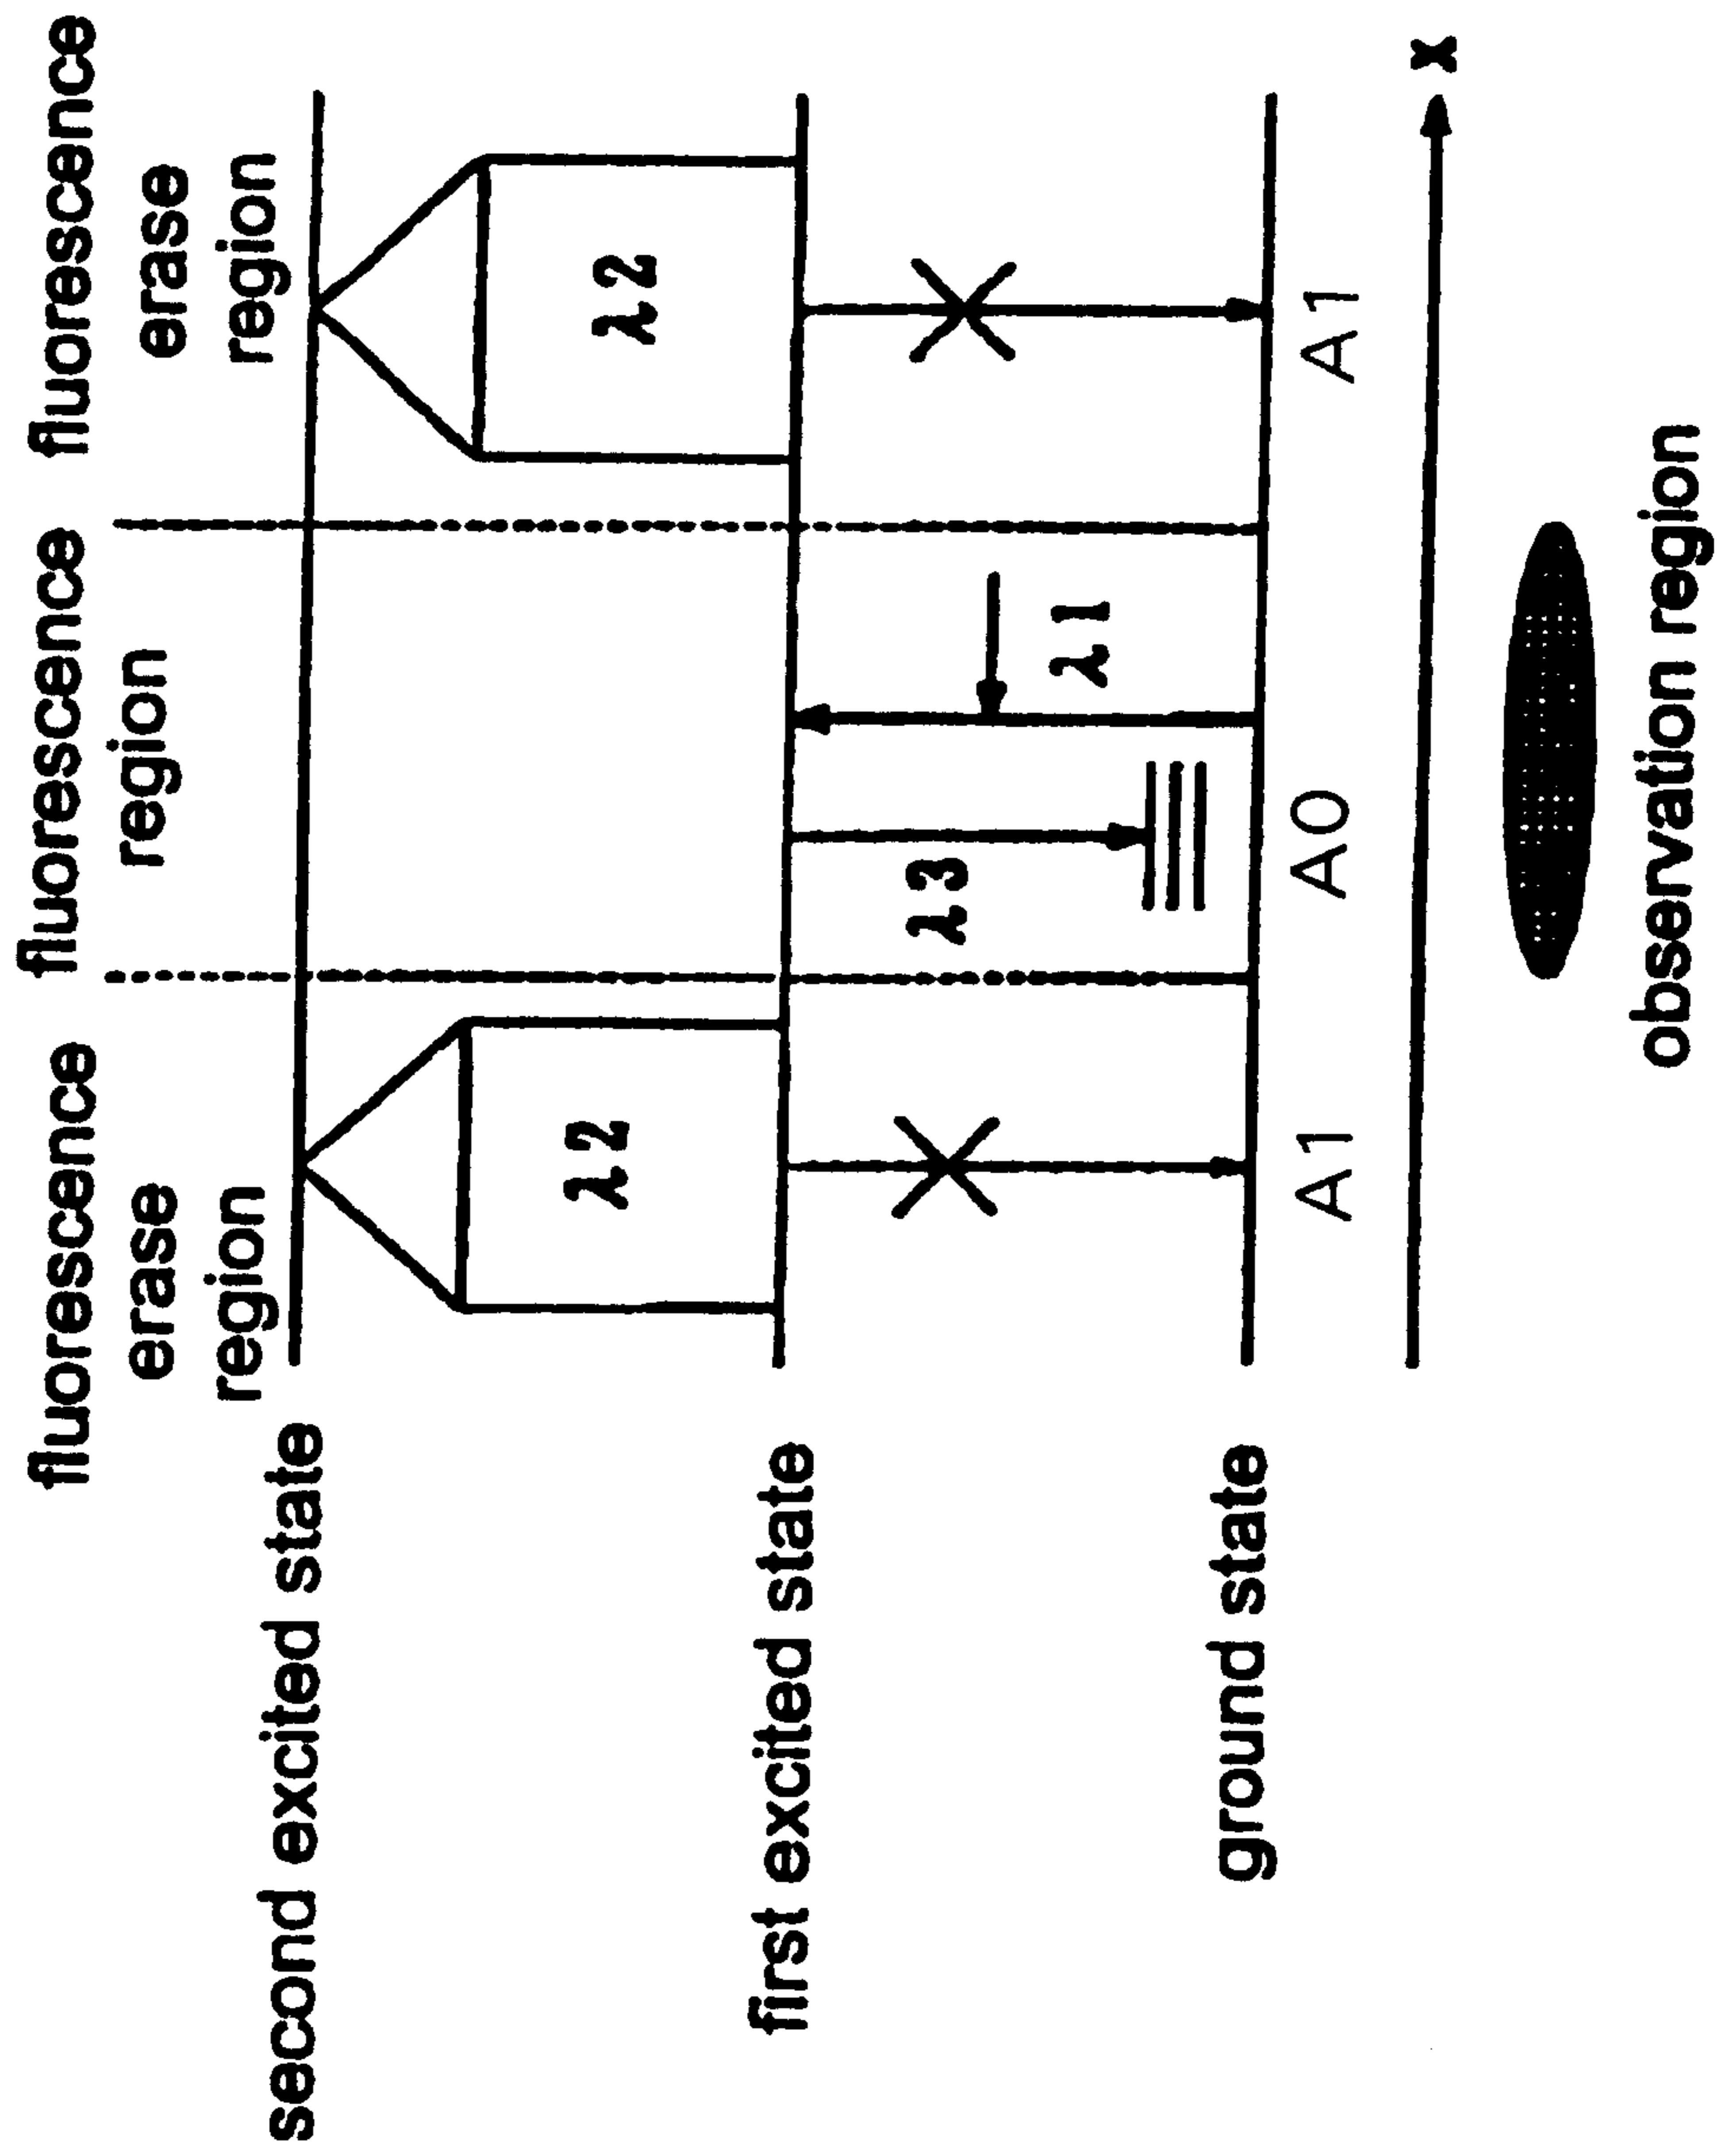 fluorescence
erase
region
fluorescence
region
fluorescence
erase
region
second excited state
first excited state
ground state
λ2
λ3
λ1
λ2
A1
A0
A1
x
observation region